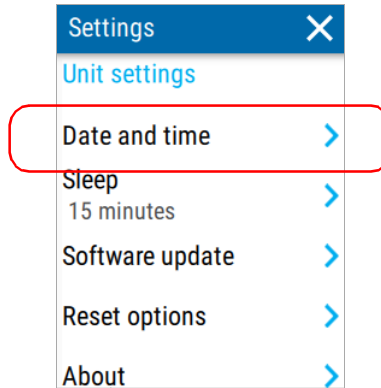 Settings
Unit settings
Date and time
Sleep
15 minutes
Software update
Reset options
About